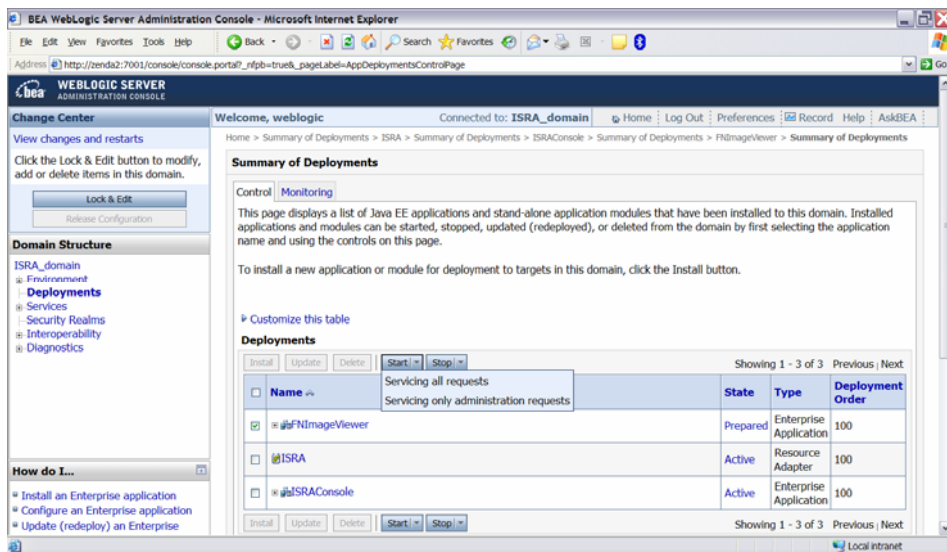 BEA WebLogic Server Administration Console - Microsoft Internet Explorer
File Edit View Favorites Tools Help
Back Search Favorites
Address http://zenda2:7001/console/console.portal?_nfpb=true&_pageLabel=AppDeploymentsControlPage Go
bea WEBLOGIC SERVER
ADMINISTRATION CONSOLE
Change Center
View changes and restarts
Click the Lock & Edit button to modify,
add or delete items in this domain.
Lock & Edit
Release Configuration
Domain Structure
ISRA_domain
Environment
Deployments
Services
Security Realms
Interoperability
Diagnostics
How do I...
Install an Enterprise application
Configure an Enterprise application
Update (redeploy) an Enterprise
Welcome, weblogic Connected to: ISRA_domain Home Log Out Preferences Record Help AskBEA
Home > Summary of Deployments > ISRA > Summary of Deployments > ISRAConsole > Summary of Deployments > FNImageViewer > Summary of Deployments
Summary of Deployments
Control Monitoring
This page displays a list of Java EE applications and stand-alone application modules that have been installed to this domain. Installed
applications and modules can be started, stopped, updated (redeployed), or deleted from the domain by first selecting the application
name and using the controls on this page.
To install a new application or module for deployment to targets in this domain, click the Install button.
Customize this table
Deployments
Install Update Delete Start Stop Showing 1 - 3 of 3 Previous | Next
Servicing all requests
Servicing only administration requests
Name State Type Deployment Order
FNImageViewer Prepared Enterprise Application 100
ISRA Active Resource Adapter 100
ISRAConsole Active Enterprise Application 100
Install Update Delete Start Stop Showing 1 - 3 of 3 Previous | Next
Local intranet